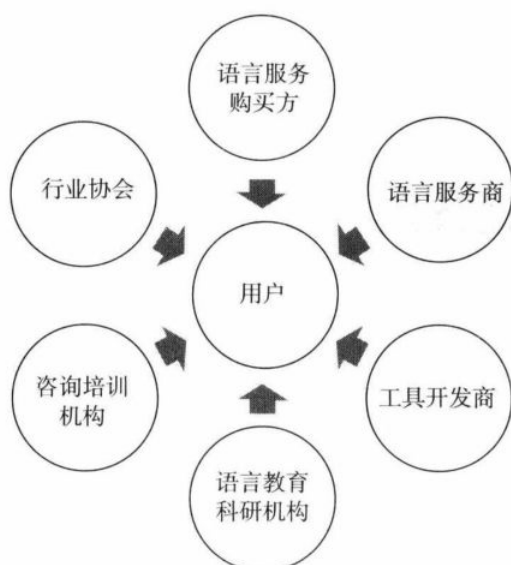 语言服务
购买方
行业协会
语言服务商
用户
咨询培训
机构
工具开发商
语言教育
科研机构